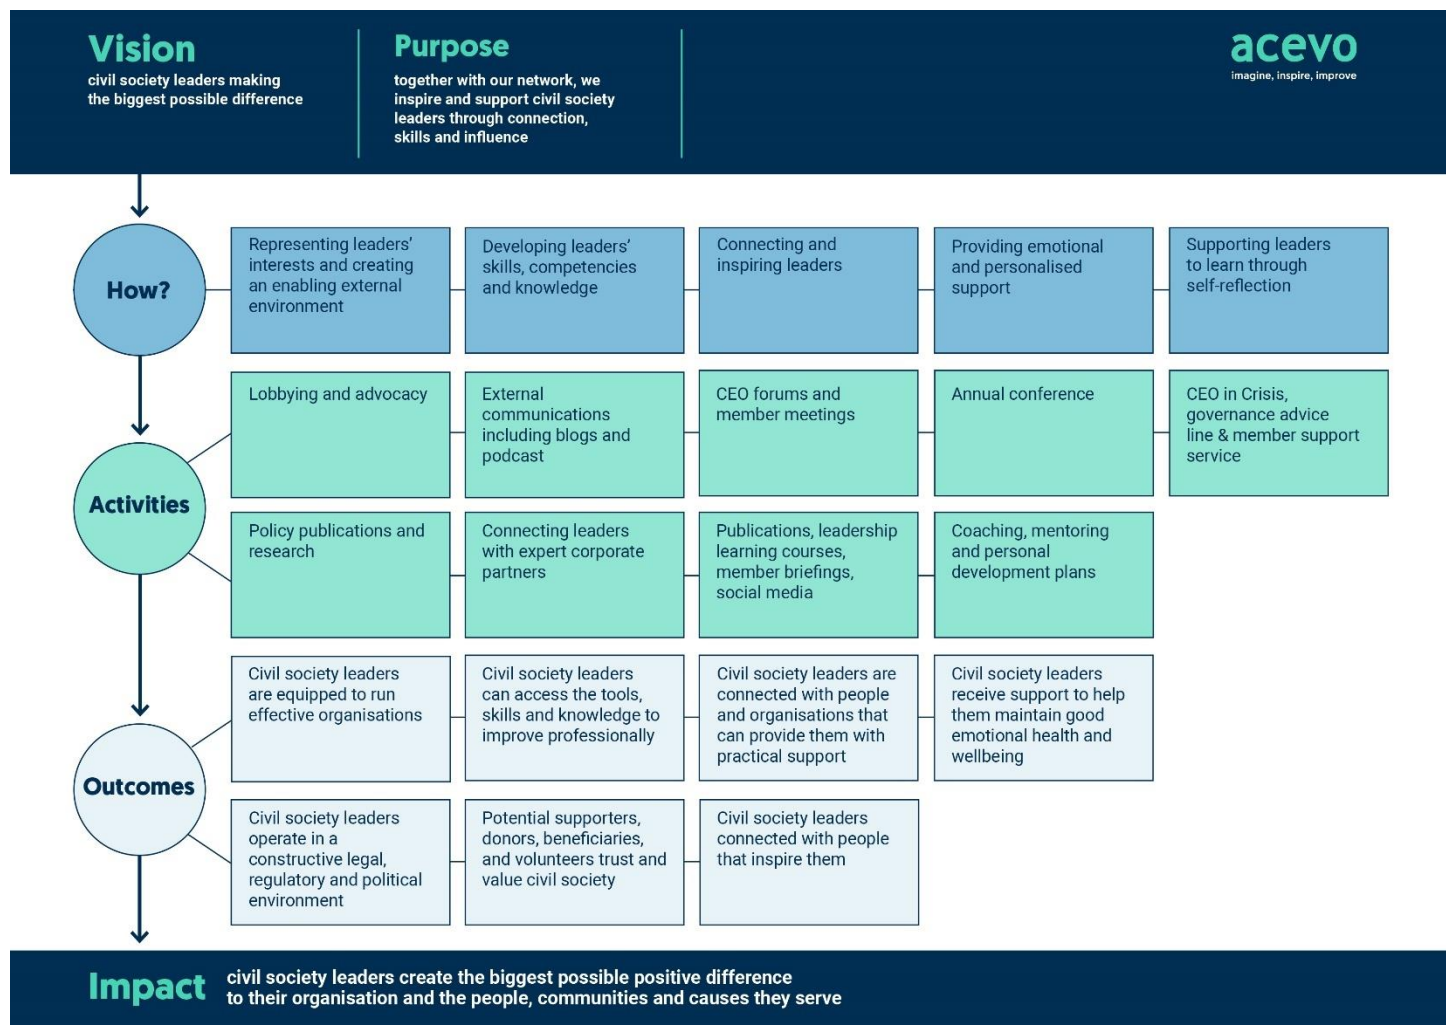 Vision
civil society leaders making
the biggest possible difference
Purpose
together with our network, we
inspire and support civil society
leaders through connection,
skills and influence
acevo
imagine, inspire, improve
How?
Representing leaders’
interests and creating
an enabling external
environment
Developing leaders’
skills, competencies
and knowledge
Connecting and
inspiring leaders
Providing emotional
and personalised
support
Supporting leaders
to learn through
self-reflection
Activities
Lobbying and advocacy
External
communications
including blogs and
podcast
CEO forums and
member meetings
Annual conference
CEO in Crisis,
governance advice
line & member support
service
Policy publications and
research
Connecting leaders
with expert corporate
partners
Publications, leadership
learning courses,
member briefings,
social media
Coaching, mentoring
and personal
development plans
Outcomes
Civil society leaders
are equipped to run
effective organisations
Civil society leaders
can access the tools,
skills and knowledge to
improve professionally
Civil society leaders are
connected with people
and organisations that
can provide them with
practical support
Civil society leaders
receive support to help
them maintain good
emotional health and
wellbeing
Civil society leaders
operate in a
constructive legal,
regulatory and political
environment
Potential supporters,
donors, beneficiaries,
and volunteers trust and
value civil society
Civil society leaders
connected with people
that inspire them
Impact
civil society leaders create the biggest possible positive difference
to their organisation and the people, communities and causes they serve